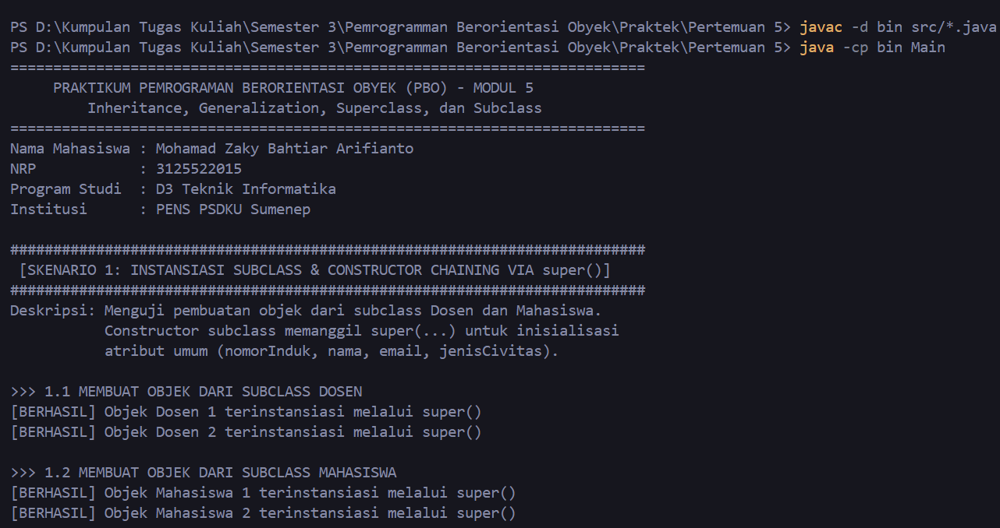 PS D:\Kumpulan Tugas Kuliah\Semester 3\Pemrogramman Berorientasi Obyek\Praktek\Pertemuan 5> javac -d bin src/*.java
PS D:\Kumpulan Tugas Kuliah\Semester 3\Pemrogramman Berorientasi Obyek\Praktek\Pertemuan 5> java -cp bin Main
==========================================================================
     PRAKTIKUM PEMROGRAMAN BERORIENTASI OBYEK (PBO) - MODUL 5
         Inheritance, Generalization, Superclass, dan Subclass
==========================================================================
Nama Mahasiswa : Mohamad Zaky Bahtiar Arifianto
NRP            : 3125522015
Program Studi  : D3 Teknik Informatika
Institusi      : PENS PSDKU Sumenep

##########################################################################
 [SKENARIO 1: INSTANSIASI SUBCLASS & CONSTRUCTOR CHAINING VIA super()]
##########################################################################
Deskripsi: Menguji pembuatan objek dari subclass Dosen dan Mahasiswa.
           Constructor subclass memanggil super(...) untuk inisialisasi
           atribut umum (nomorInduk, nama, email, jenisCivitas).

>>> 1.1 MEMBUAT OBJEK DARI SUBCLASS DOSEN
[BERHASIL] Objek Dosen 1 terinstansiasi melalui super()
[BERHASIL] Objek Dosen 2 terinstansiasi melalui super()

>>> 1.2 MEMBUAT OBJEK DARI SUBCLASS MAHASISWA
[BERHASIL] Objek Mahasiswa 1 terinstansiasi melalui super()
[BERHASIL] Objek Mahasiswa 2 terinstansiasi melalui super()